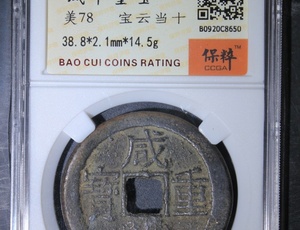 美78 宝云当十
38.8*2.1mm*14.5g
BAO CUI COINS RATING
B0920C8650
保粹
CCGA
咸
重
寶